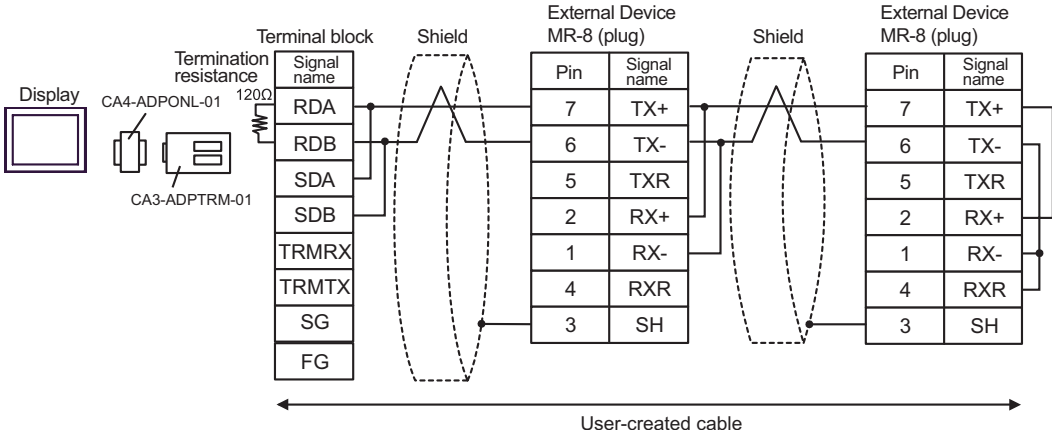 External Device
MR-8 (plug)
External Device
MR-8 (plug)
Terminal block
Shield
Shield
Termination
resistance
Signal
name
Pin
Signal
name
Pin
Signal
name
Display
CA4-ADPONL-01
120Ω
RDA
7
TX+
7
TX+
RDB
6
TX-
6
TX-
CA3-ADPTRM-01
SDA
5
TXR
5
TXR
SDB
2
RX+
2
RX+
TRMRX
1
RX-
1
RX-
TRMTX
4
RXR
4
RXR
SG
3
SH
3
SH
FG
User-created cable